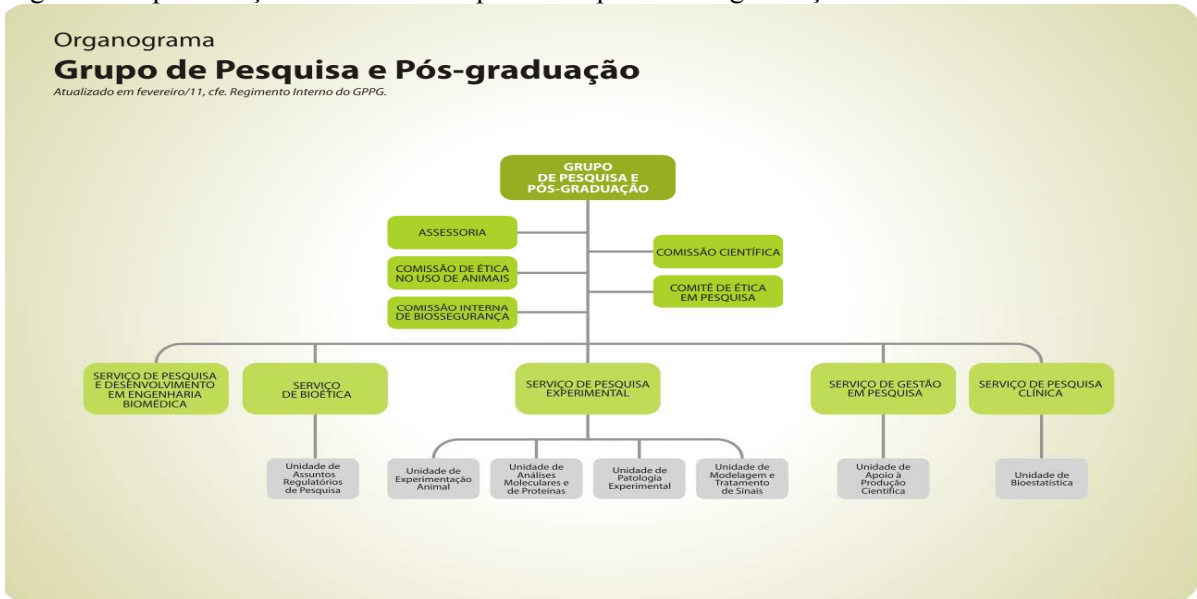 Organograma
Grupo de Pesquisa e Pós-graduação
Atualizado em fevereiro/11, cfe. Regimento Interno do GPPG.
GRUPO
DE PESQUISA E
PÓS-GRADUAÇÃO
ASSESSORIA
COMISSÃO CIENTÍFICA
COMISSÃO DE ÉTICA
NO USO DE ANIMAIS
COMITÊ DE ÉTICA
EM PESQUISA
COMISSÃO INTERNA
DE BIOSSEGURANÇA
SERVIÇO DE PESQUISA
E DESENVOLVIMENTO
EM ENGENHARIA
BIOMÉDICA
SERVIÇO
DE BIOÉTICA
SERVIÇO DE PESQUISA
EXPERIMENTAL
SERVIÇO DE GESTÃO
EM PESQUISA
SERVIÇO DE PESQUISA
CLÍNICA
Unidade de
Assuntos
Regulatórios
de Pesquisa
Unidade de
Experimentação
Animal
Unidade de
Análises
Moleculares e
de Proteínas
Unidade de
Patologia
Experimental
Unidade de
Modelagem e
Tratamento
de Sinais
Unidade de
Apoio à
Produção
Científica
Unidade de
Bioestatística